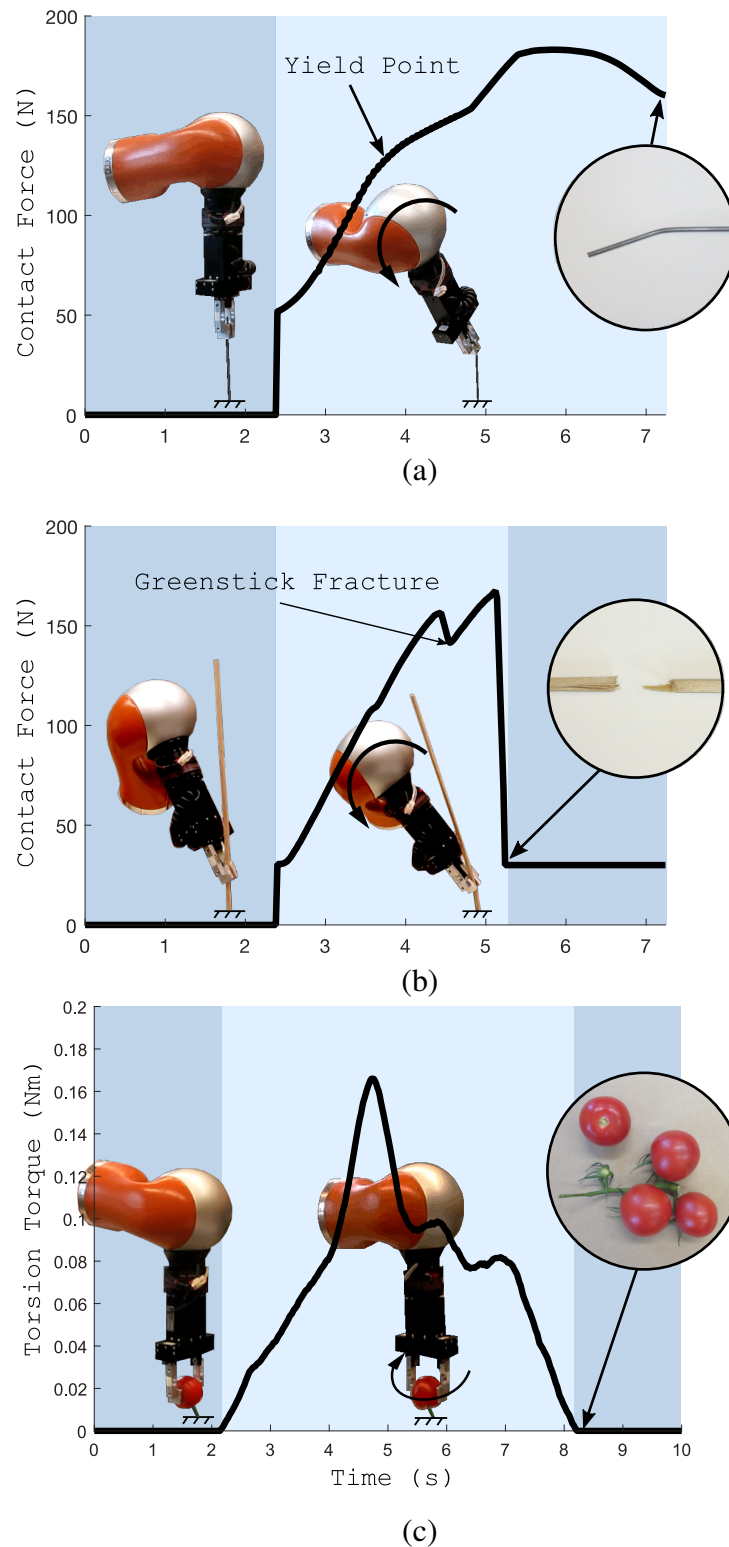 200
150
100
50
0
Contact Force (N)
Yield Point
0 1 2 3 4 5 6 7
(a)
200
150
100
50
0
Contact Force (N)
Greenstick Fracture
0 1 2 3 4 5 6 7
(b)
0.2
0.18
0.16
0.14
0.12
0.1
0.08
0.06
0.04
0.02
0
Torsion Torque (Nm)
0 1 2 3 4 5 6 7 8 9 10
Time (s)
(c)